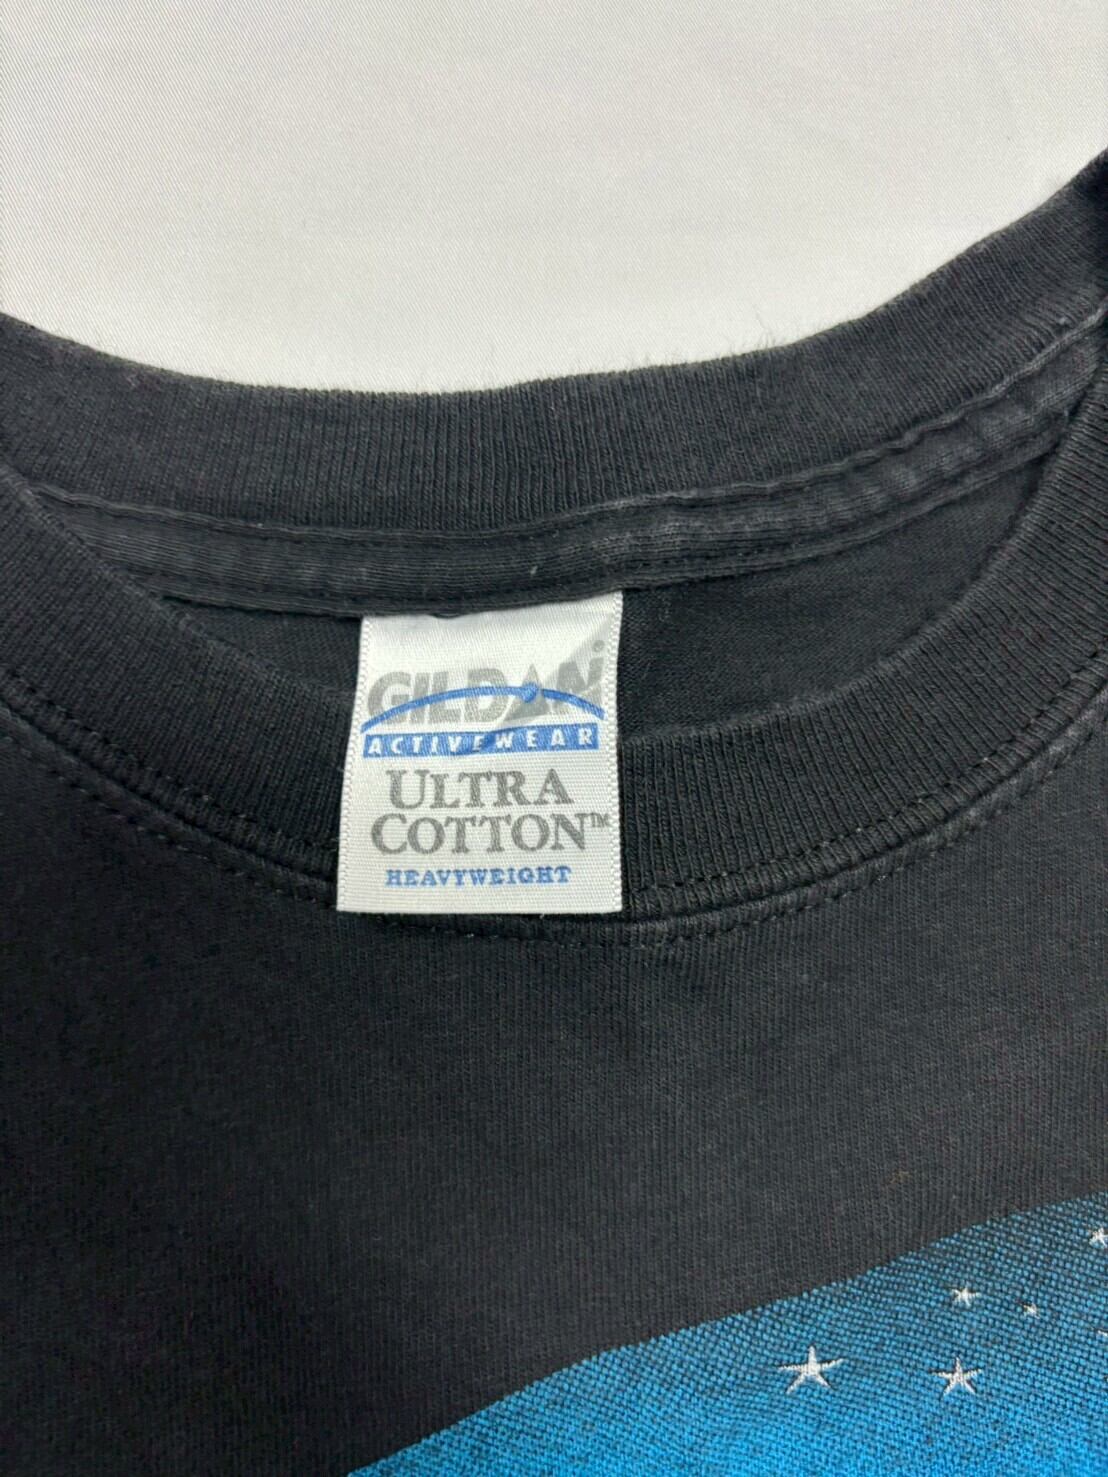 GILDAN®
ACTIVEWEAR
ULTRA
COTTON™
HEAVYWEIGHT